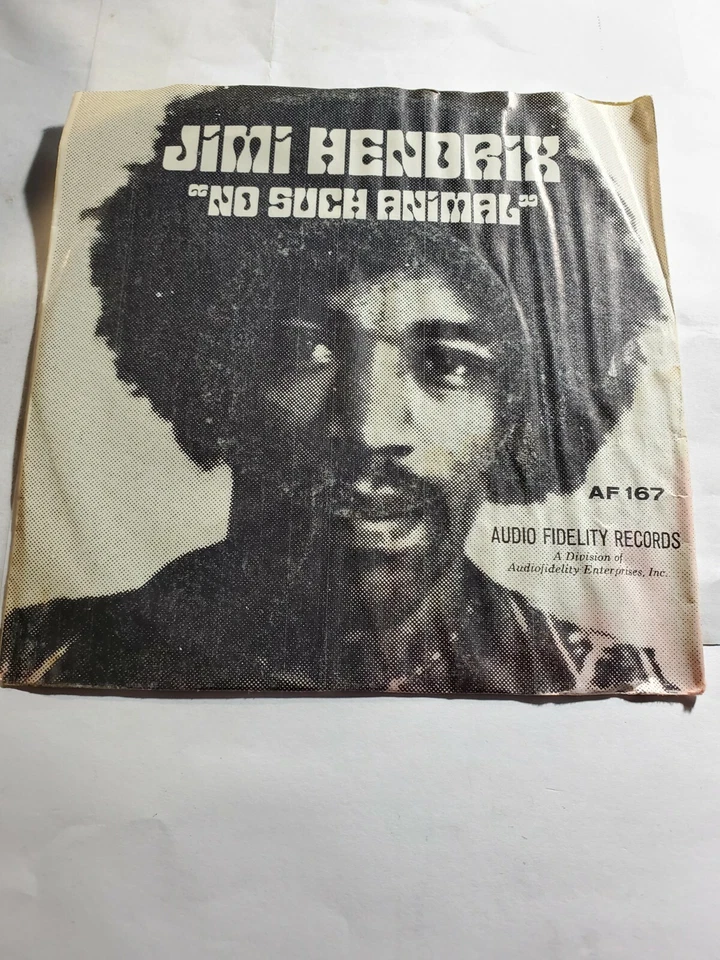 JiMi HENDRiX
"NO SUCH ANiMAL"
AF 167
AUDIO FIDELITY RECORDS
A Division of
Audiofidelity Enterprises, Inc.